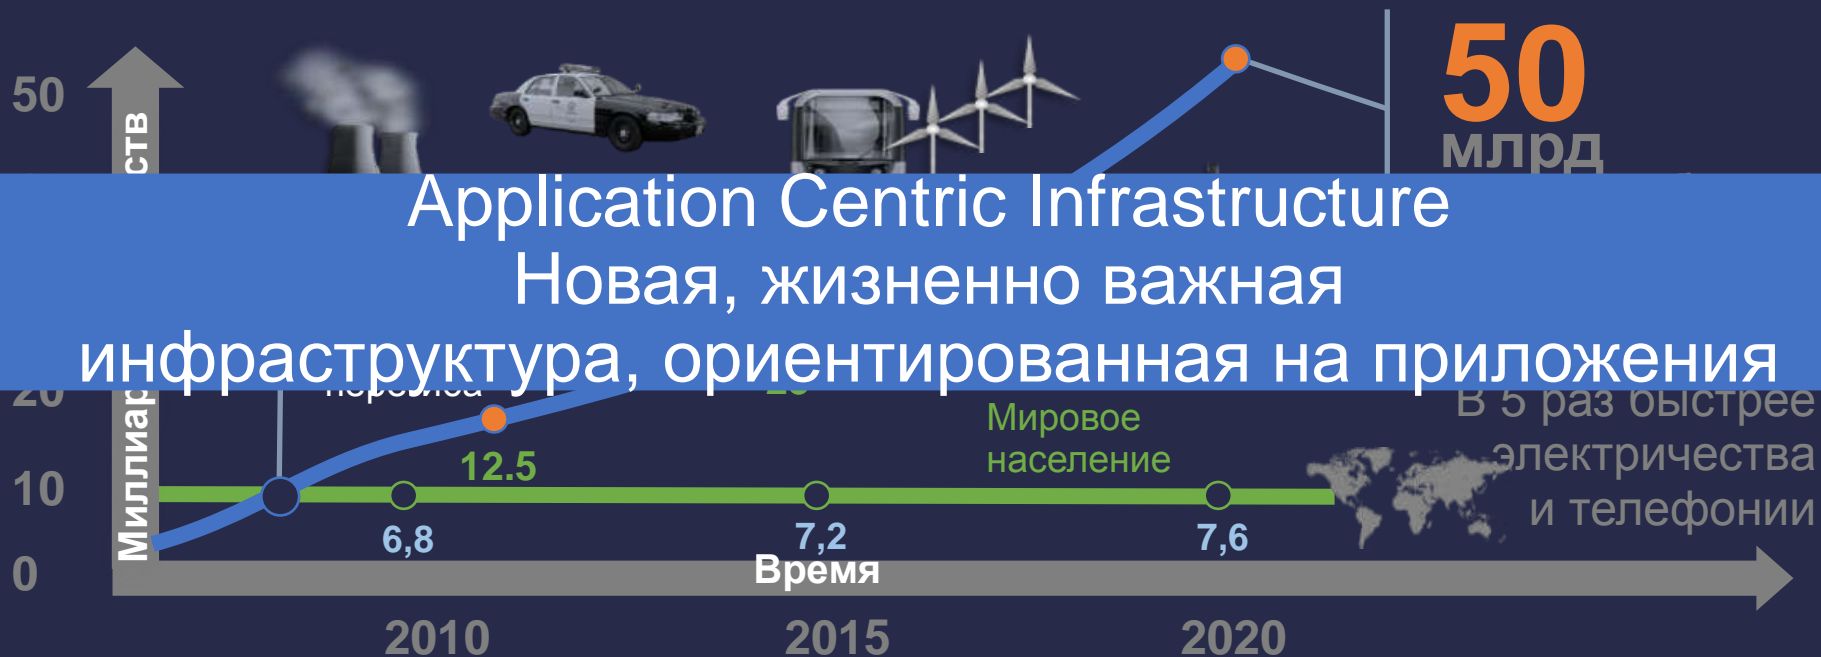 50
50
млрд
Application Centric Infrastructure
Новая, жизненно важная
инфраструктура, ориентированная на приложения
20
В 5 раз быстрее
Мировое
население
электричества
12.5
10
и телефонии
6,8
7,2
7,6
0
Время
2010
2015
2020